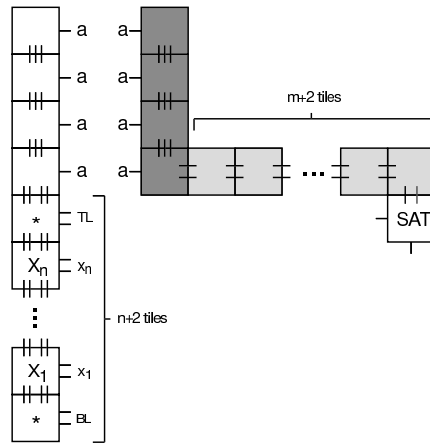 a a
a a
m+2 tiles
a a
a a
SAT
* TL
Xn xn
n+2 tiles
X1 x1
* BL